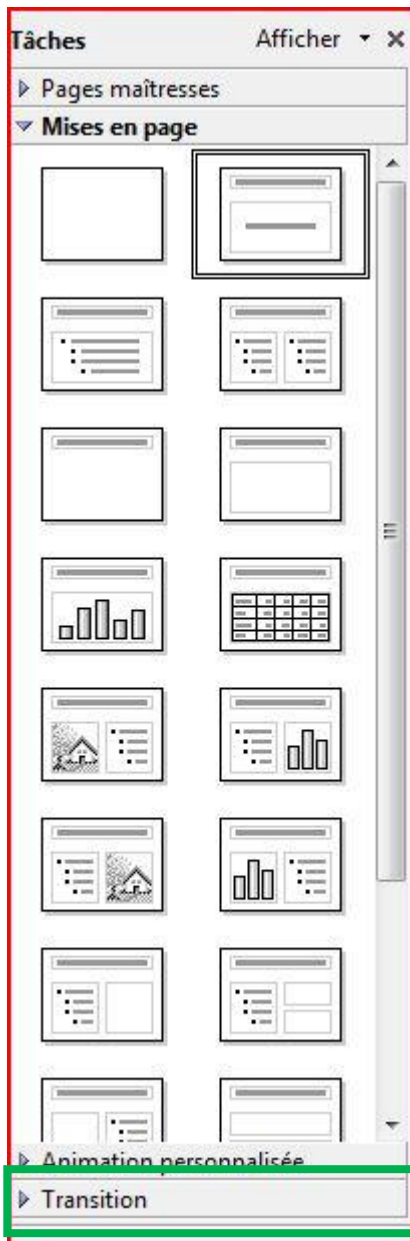 Tâches Afficher
Pages maîtresses
Mises en page
Animation personnalisée
Transition